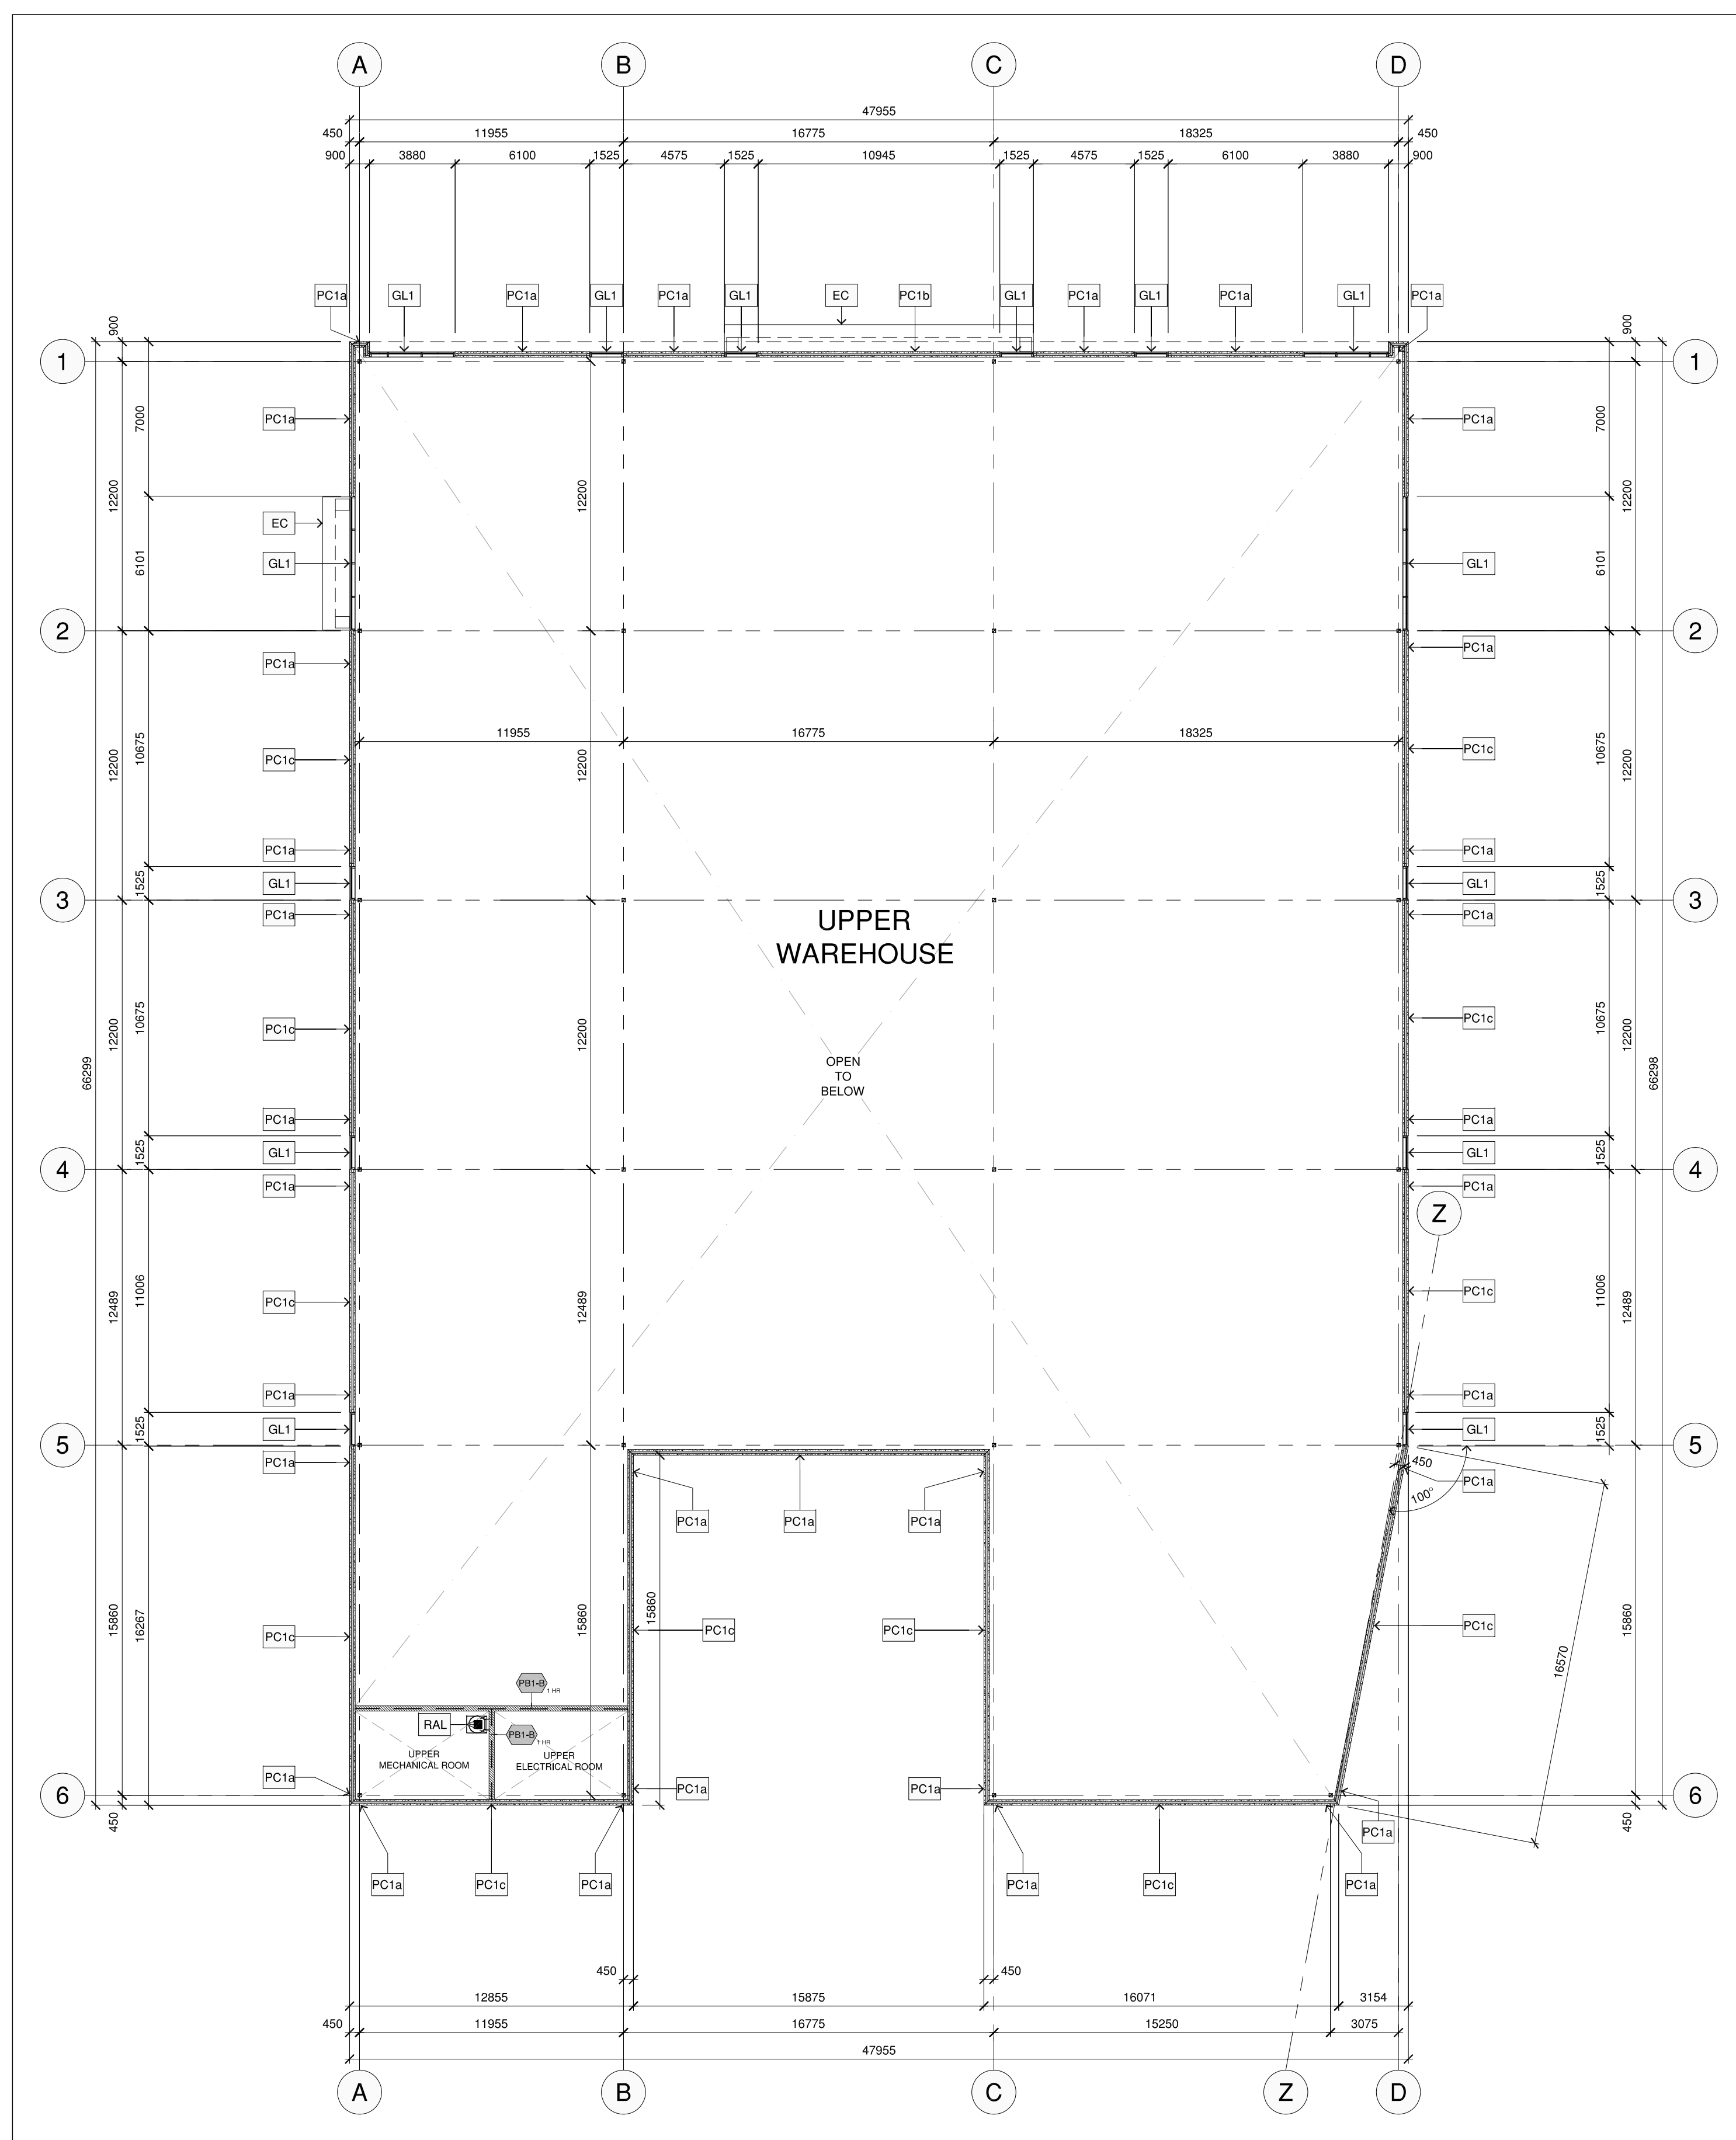 A B C D
47955
450 11955 16775 18325 450
900 3880 6100 1525 4575 1525 10945 1525 4575 1525 6100 3880 900
PC1a GL1 PC1a GL1 PC1a GL1 EC PC1b GL1 PC1a GL1 PC1a GL1 PC1a
900 900
1 1
PC1a PC1a
7000 7000
12200 12200 12200
EC
GL1 GL1
6101 6101
2 2
PC1a PC1a
11955 16775 18325
PC1c PC1c
10675 12200 12200 10675 12200
PC1a PC1a
GL1 GL1
1525 1525
3 3
PC1a PC1a
UPPER
WAREHOUSE
PC1c PC1c
10675 12200 12200 10675 12200
66299 66298
OPEN
TO
BELOW
PC1a PC1a
GL1 GL1
1525 1525
4 4
PC1a PC1a
Z
PC1c PC1c
11006 12489 12489 11006 12489
PC1a PC1a
GL1 GL1
1525 1525
5 5
PC1a 450 PC1a
100°
PC1a PC1a PC1a
15860 16267 15860 15860 15860
PC1c PC1c PC1c PC1c
16570
PB1-B
1 HR
RAL PB1-B
1 HR
UPPER
MECHANICAL ROOM
UPPER
ELECTRICAL ROOM
PC1a PC1a PC1a
6 6
450 450
PC1a
PC1a PC1c PC1a PC1a PC1c PC1a
450 450
12855 15875 16071 3154
450 11955 16775 15250 3075
47955
A B C Z D